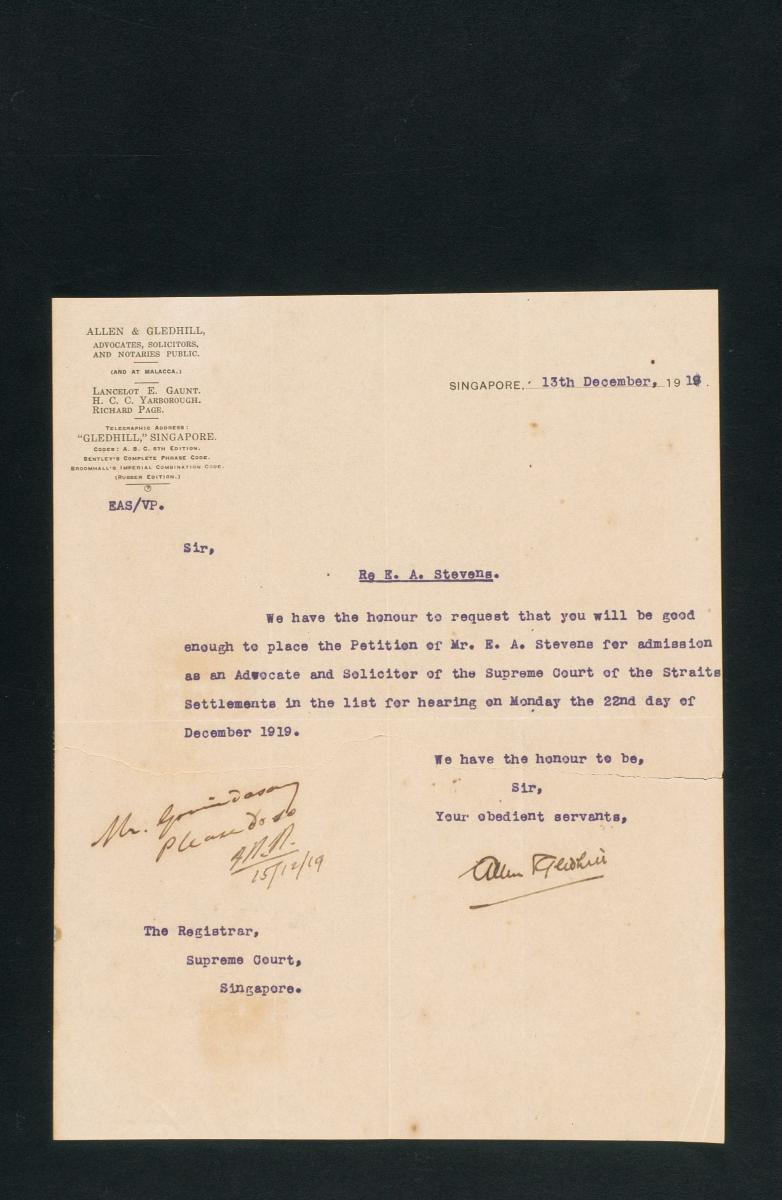 ALLEN & GLEDHILL,
ADVOCATES, SOLICITORS,
AND NOTARIES PUBLIC.
(AND AT MALACCA.)
LANCELOT E. GAUNT.
H. C. C. YARBOROUGH.
RICHARD PAGE.
TELEGRAPHIC ADDRESS:
"GLEDHILL," SINGAPORE.
CODES: A. B. C. 5TH EDITION.
BENTLEY'S COMPLETE PHRASE CODE.
BROOMHALL'S IMPERIAL COMBINATION CODE.
(RUBBER EDITION.)
SINGAPORE, 13th December, 1919.
EAS/VP.
Sir,
Re E. A. Stevens.
We have the honour to request that you will be good
enough to place the Petition of Mr. E. A. Stevens for admission
as an Advocate and Solicitor of the Supreme Court of the Straits
Settlements in the list for hearing on Monday the 22nd day of
December 1919.
We have the honour to be,
Sir,
Your obedient servants,
Allen & Gledhill
Mr. Govindasamy
Please do so
15/12/19
The Registrar,
Supreme Court,
Singapore.